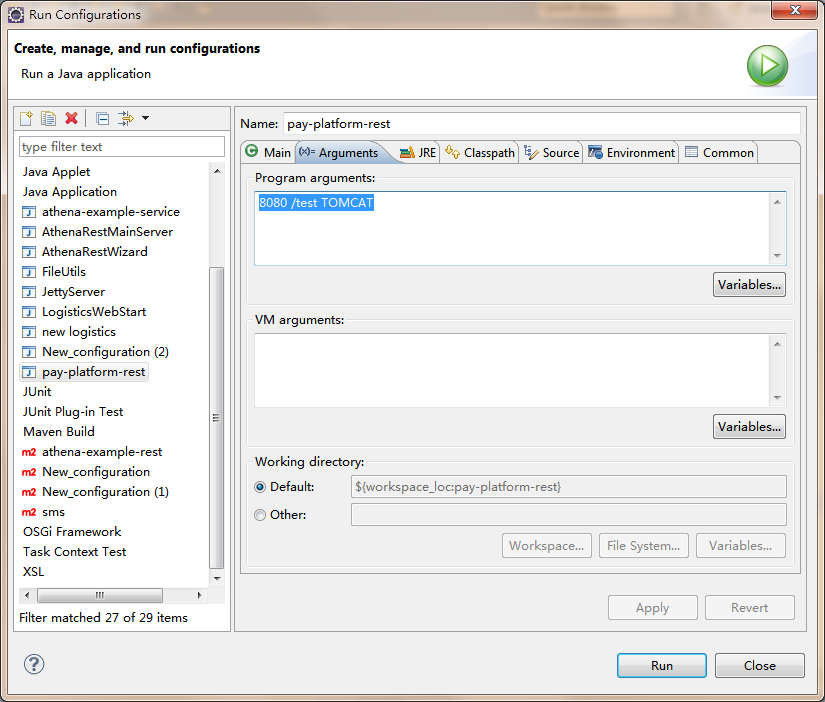 Run Configurations
Create, manage, and run configurations
Run a Java application
type filter text
Java Applet
Java Application
athena-example-service
AthenaRestMainServer
AthenaRestWizard
FileUtils
JettyServer
LogisticsWebStart
new logistics
New_configuration (2)
pay-platform-rest
JUnit
JUnit Plug-in Test
Maven Build
m2 athena-example-rest
m2 New_configuration
m2 New_configuration (1)
m2 sms
OSGi Framework
Task Context Test
XSL
Filter matched 27 of 29 items
Name: pay-platform-rest
Main (x)= Arguments JRE Classpath Source Environment Common
Program arguments:
8080 /test TOMCAT
Variables...
VM arguments:
Variables...
Working directory:
Default: ${workspace_loc:pay-platform-rest}
Other:
Workspace... File System... Variables...
Apply Revert
Run Close